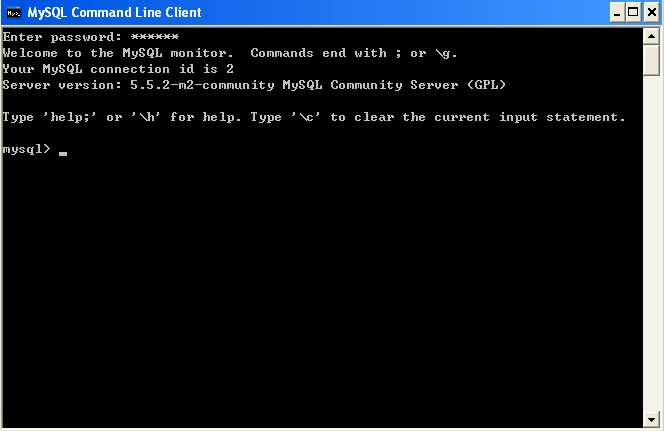 MySQL Command Line Client
Enter password: ******
Welcome to the MySQL monitor.  Commands end with ; or \g.
Your MySQL connection id is 2
Server version: 5.5.2-m2-community MySQL Community Server (GPL)
Type 'help;' or '\h' for help. Type '\c' to clear the current input statement.
mysql> _